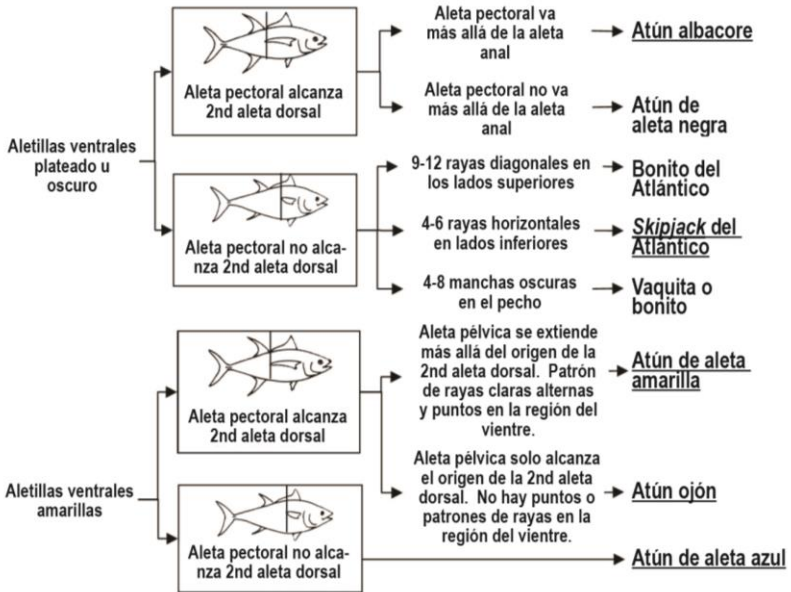 Aletillas ventrales
plateado u
oscuro
Aleta pectoral alcanza
2nd aleta dorsal
Aleta pectoral va
más allá de la aleta
anal
Atún albacore
Aleta pectoral no va
más allá de la aleta
anal
Atún de
aleta negra
Aleta pectoral no alca-
nza 2nd aleta dorsal
9-12 rayas diagonales en
los lados superiores
Bonito del
Atlántico
4-6 rayas horizontales
en lados inferiores
Skipjack del
Atlántico
4-8 manchas oscuras
en el pecho
Vaquita o
bonito
Aletillas ventrales
amarillas
Aleta pectoral alcanza
2nd aleta dorsal
Aleta pélvica se extiende
más allá del origen de la
2nd aleta dorsal. Patrón
de rayas claras alternas
y puntos en la región del
vientre.
Atún de aleta
amarilla
Aleta pélvica solo alcanza
el origen de la 2nd aleta
dorsal. No hay puntos o
patrones de rayas en la
región del vientre.
Atún ojón
Aleta pectoral no alca-
nza 2nd aleta dorsal
Atún de aleta azul